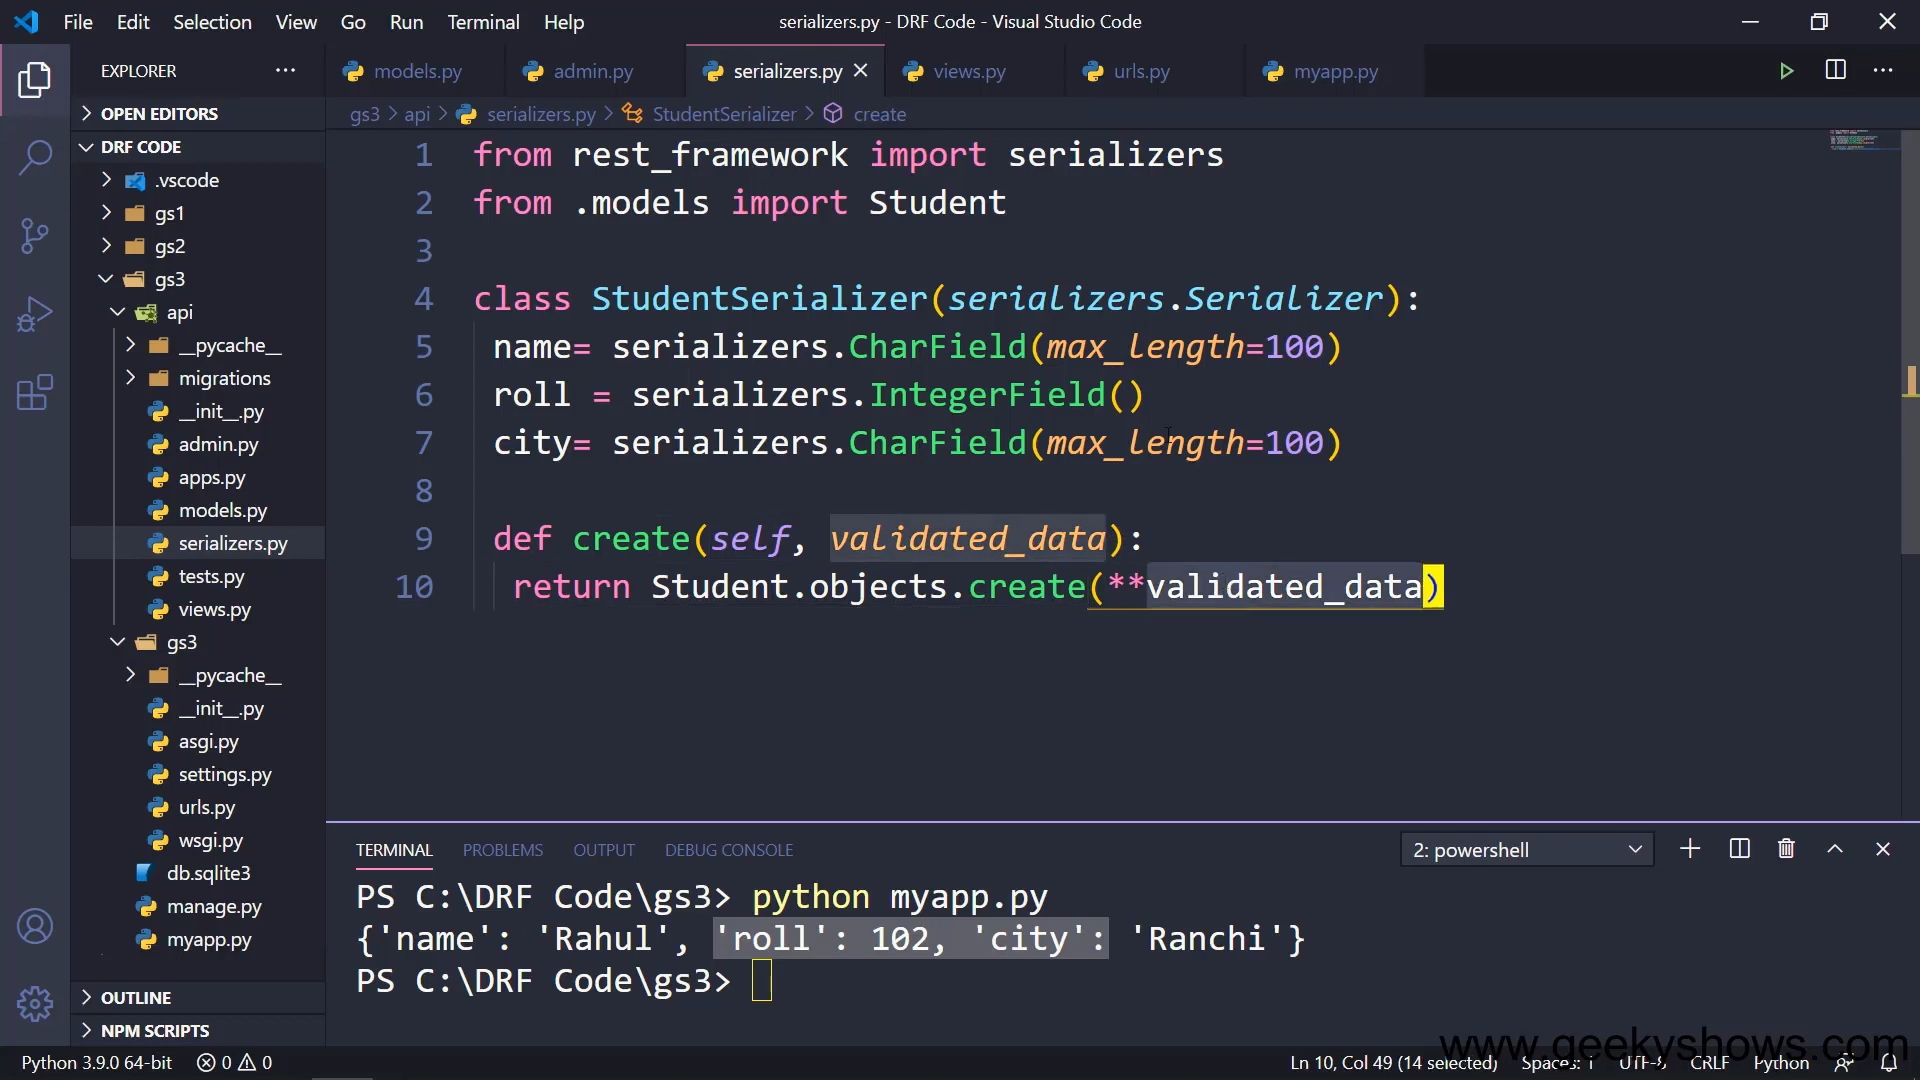 File Edit Selection View Go Run Terminal Help
serializers.py - DRF Code - Visual Studio Code
EXPLORER
models.py
admin.py
serializers.py
views.py
urls.py
myapp.py
OPEN EDITORS
gs3 > api > serializers.py > StudentSerializer > create
DRF CODE
.vscode
gs1
gs2
gs3
api
__pycache__
migrations
__init__.py
admin.py
apps.py
models.py
serializers.py
tests.py
views.py
gs3
__pycache__
__init__.py
asgi.py
settings.py
urls.py
wsgi.py
db.sqlite3
manage.py
myapp.py
OUTLINE
NPM SCRIPTS
1 from rest_framework import serializers
2 from .models import Student
3
4 class StudentSerializer(serializers.Serializer):
5 name= serializers.CharField(max_length=100)
6 roll = serializers.IntegerField()
7 city= serializers.CharField(max_length=100)
8
9 def create(self, validated_data):
10 return Student.objects.create(**validated_data)
TERMINAL PROBLEMS OUTPUT DEBUG CONSOLE
2: powershell
PS C:\DRF Code\gs3> python myapp.py
{'name': 'Rahul', 'roll': 102, 'city': 'Ranchi'}
PS C:\DRF Code\gs3>
www.geekyshows.com
Python 3.9.0 64-bit 0 0
Ln 10, Col 49 (14 selected) Spaces: 1 UTF-8 CRLF Python